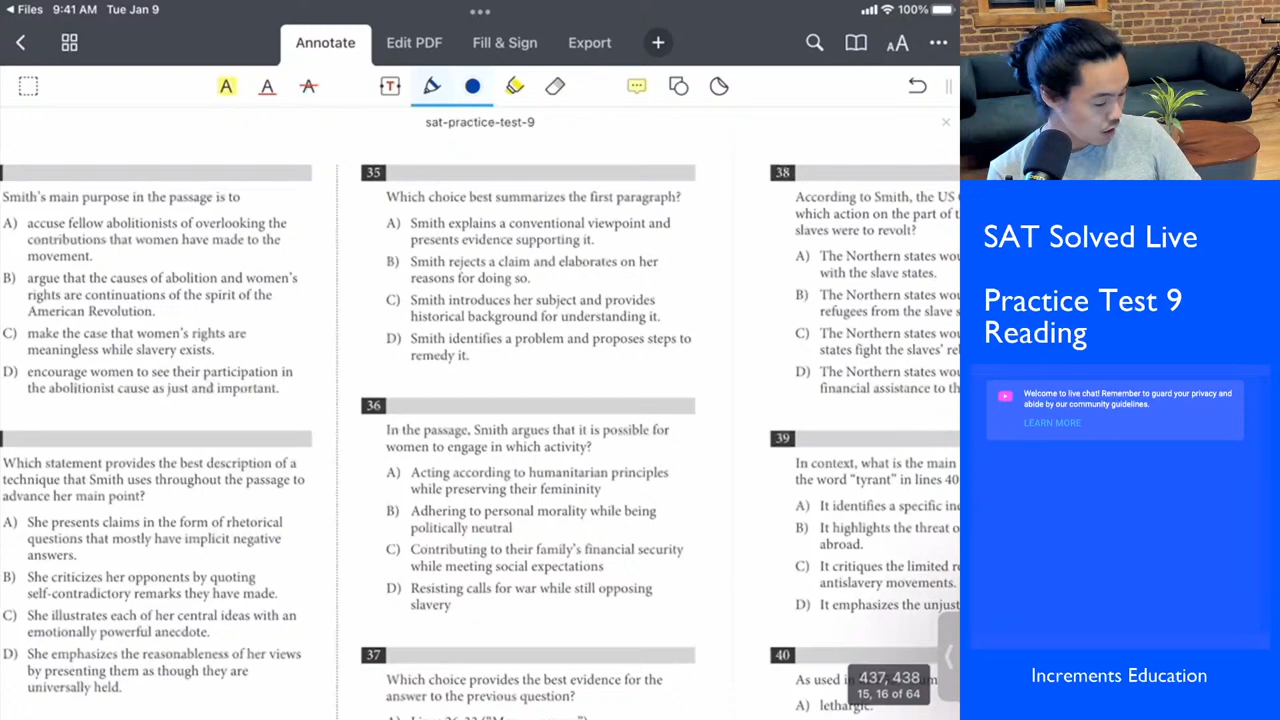 Files 9:41 AM Tue Jan 9
100%
Annotate
Edit PDF
Fill & Sign
Export
AA
A A A T
sat-practice-test-9
Smith's main purpose in the passage is to
A) accuse fellow abolitionists of overlooking the
contributions that women have made to the
movement.
B) argue that the causes of abolition and women's
rights are continuations of the spirit of the
American Revolution.
C) make the case that women's rights are
meaningless while slavery exists.
D) encourage women to see their participation in
the abolitionist cause as just and important.
Which statement provides the best description of a
technique that Smith uses throughout the passage to
advance her main point?
A) She presents claims in the form of rhetorical
questions that mostly have implicit negative
answers.
B) She criticizes her opponents by quoting
self-contradictory remarks they have made.
C) She illustrates each of her central ideas with an
emotionally powerful anecdote.
D) She emphasizes the reasonableness of her views
by presenting them as though they are
universally held.
35
Which choice best summarizes the first paragraph?
A) Smith explains a conventional viewpoint and
presents evidence supporting it.
B) Smith rejects a claim and elaborates on her
reasons for doing so.
C) Smith introduces her subject and provides
historical background for understanding it.
D) Smith identifies a problem and proposes steps to
remedy it.
36
In the passage, Smith argues that it is possible for
women to engage in which activity?
A) Acting according to humanitarian principles
while preserving their femininity
B) Adhering to personal morality while being
politically neutral
C) Contributing to their family's financial security
while meeting social expectations
D) Resisting calls for war while still opposing
slavery
37
Which choice provides the best evidence for the
answer to the previous question?
38
According to Smith, the US
which action on the part of t
slaves were to revolt?
A) The Northern states wou
with the slave states.
B) The Northern states wou
refugees from the slave s
C) The Northern states wou
states fight the slaves' rel
D) The Northern states wou
financial assistance to th
39
In context, what is the main
the word "tyrant" in lines 40
A) It identifies a specific inc
B) It highlights the threat o
abroad.
C) It critiques the limited r
antislavery movements.
D) It emphasizes the unjust
40
As used in
A) lethargic
437, 438
15, 16 of 64
SAT Solved Live
Practice Test 9
Reading
Welcome to live chat! Remember to guard your privacy and
abide by our community guidelines.
LEARN MORE
Increments Education